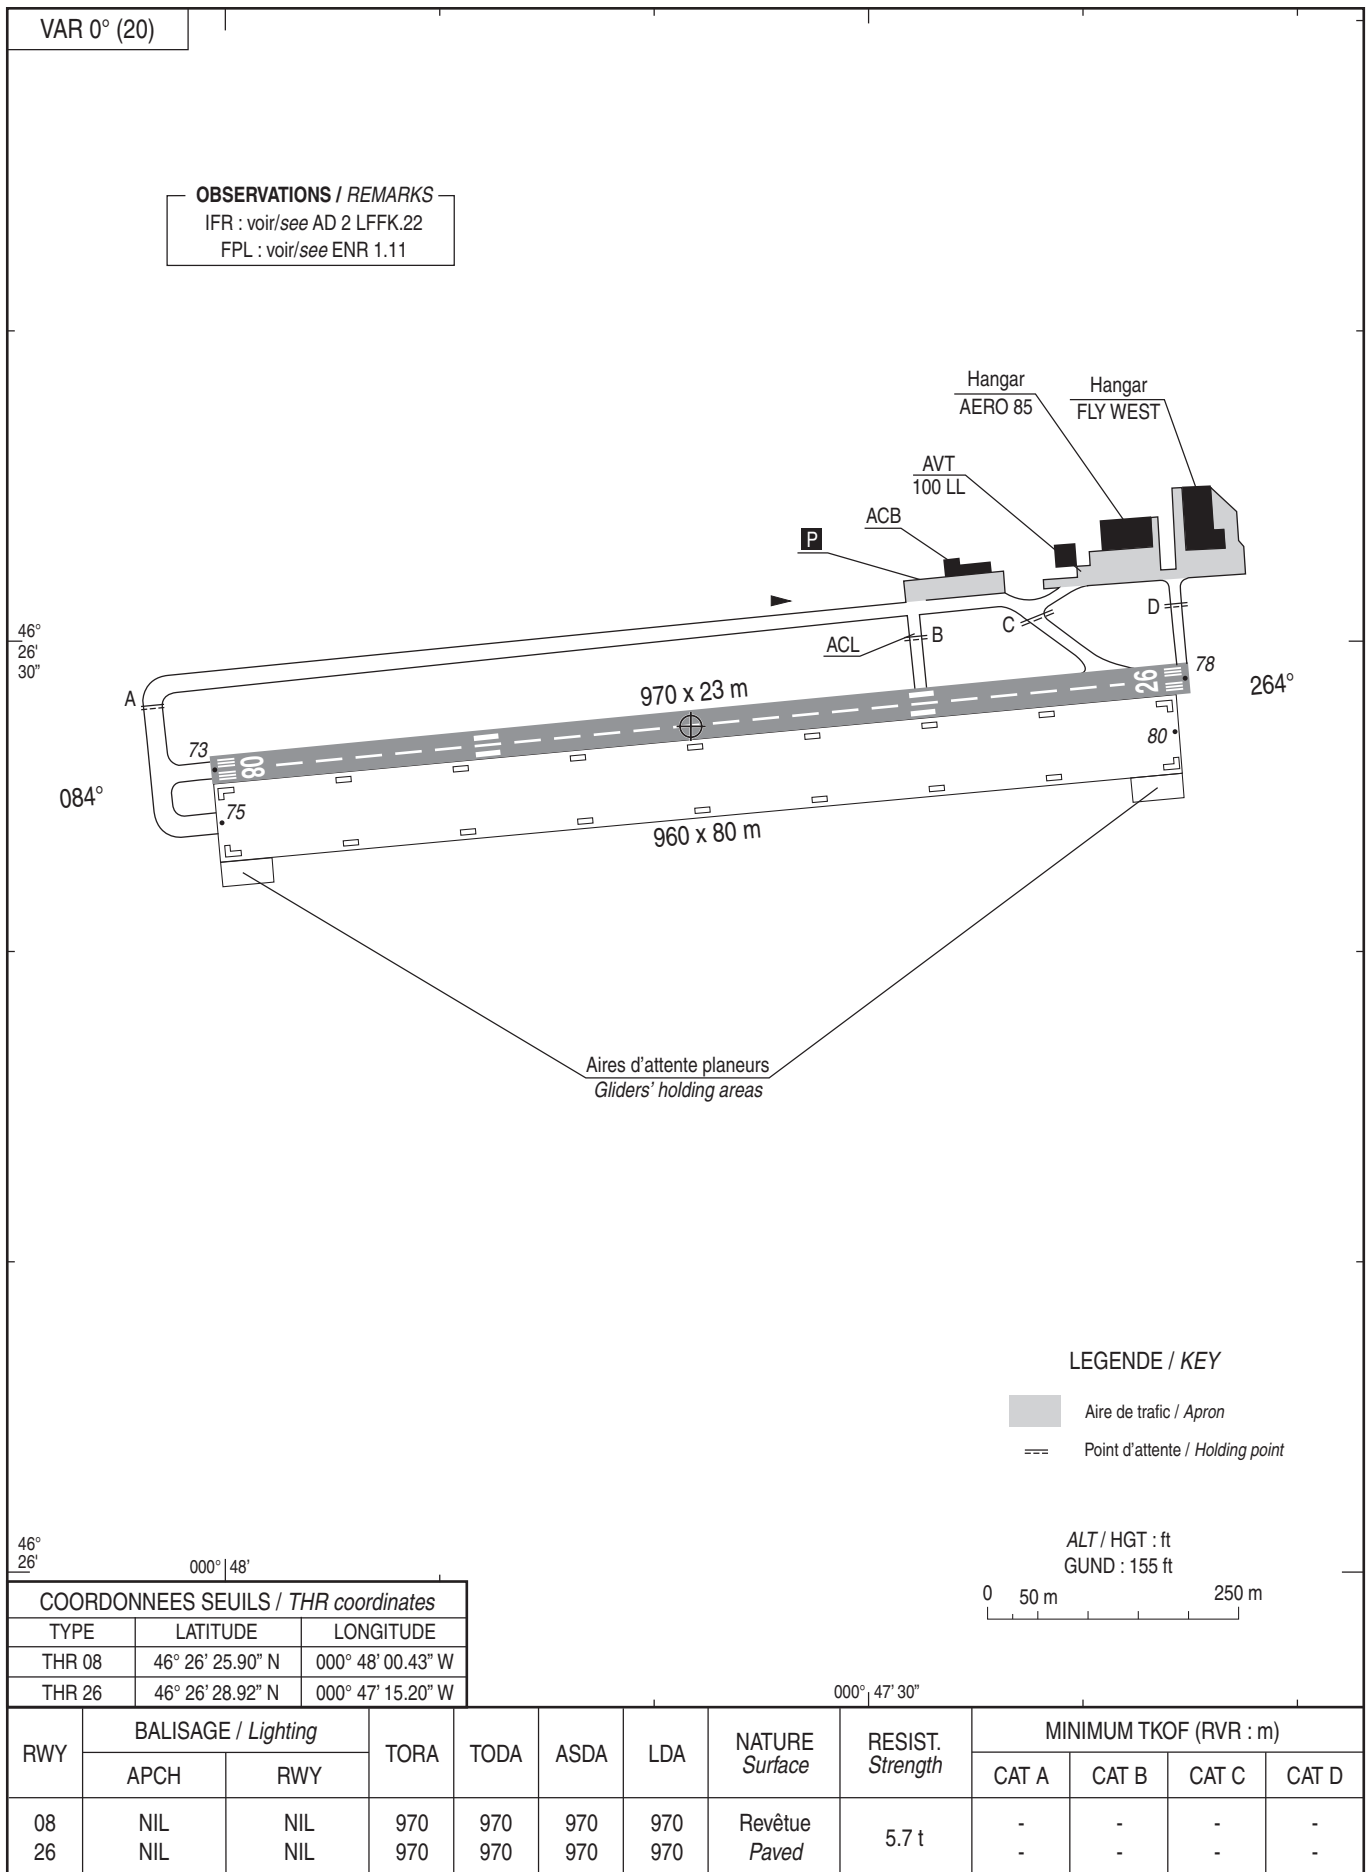 VAR 0° (20)
OBSERVATIONS / REMARKS
IFR : voir/see AD 2 LFFK.22
FPL : voir/see ENR 1.11
Hangar
AERO 85
Hangar
FLY WEST
AVT
100 LL
ACB
P
46°
26'
30”
A
ACL
B
C
D
970 x 23 m
26
78
264°
73
08
80
084°
75
960 x 80 m
Aires d’attente planeurs
Gliders’ holding areas
LEGENDE / KEY
Aire de trafic / Apron
Point d’attente / Holding point
46°
26'
000° 48’
ALT / HGT : ft
GUND : 155 ft
0 50 m 250 m
COORDONNEES SEUILS / THR coordinates
TYPE LATITUDE LONGITUDE
THR 08 46° 26’ 25.90” N 000° 48’ 00.43” W
THR 26 46° 26’ 28.92” N 000° 47’ 15.20” W
000° 47’ 30”
RWY BALISAGE / Lighting TORA TODA ASDA LDA NATURE RESIST. MINIMUM TKOF (RVR : m)
Surface Strength
APCH RWY CAT A CAT B CAT C CAT D
08 NIL NIL 970 970 970 970 Revêtue 5.7 t - - - -
26 NIL NIL 970 970 970 970 Paved - - - -